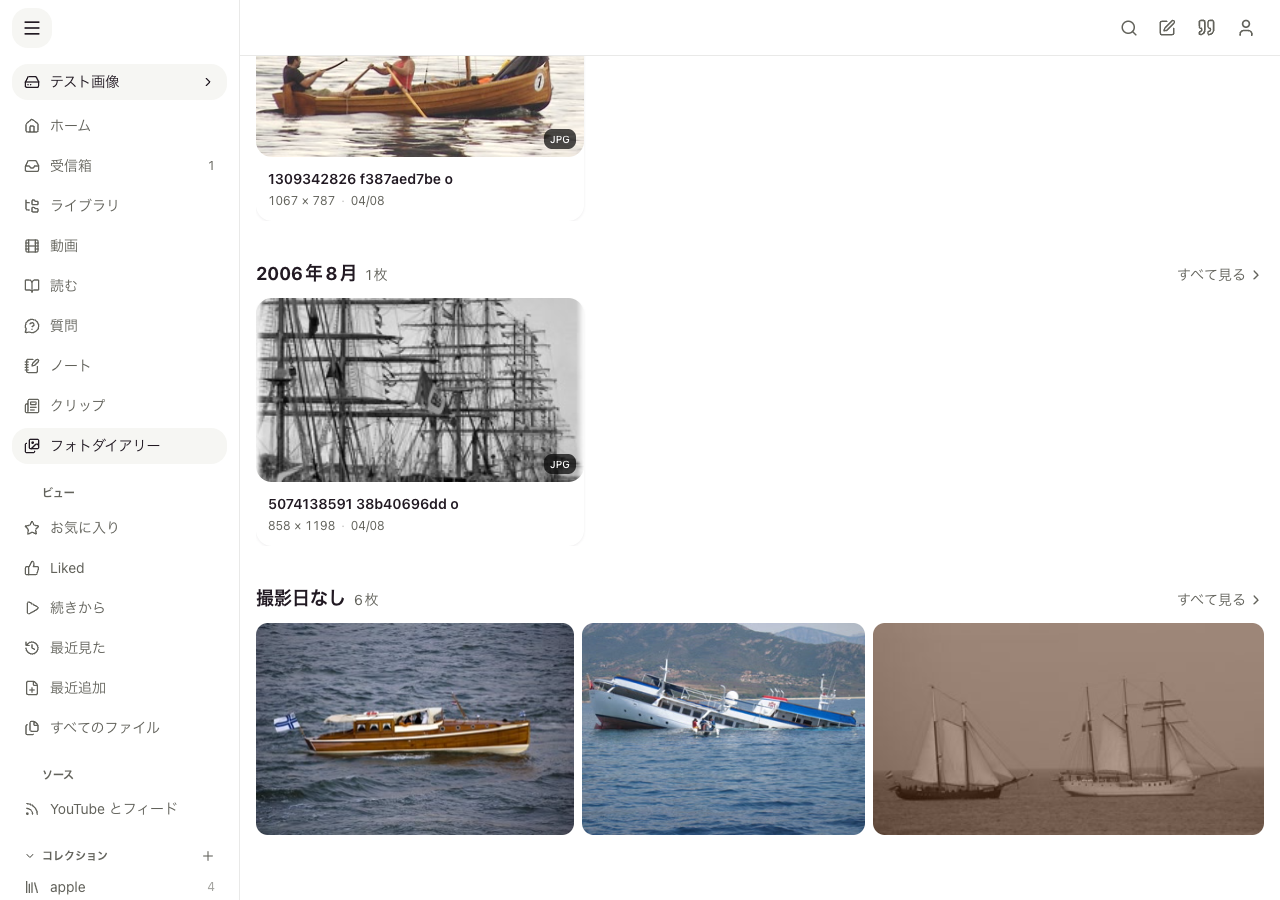 テスト画像
ホーム
受信箱 1
ライブラリ
動画
読む
質問
ノート
クリップ
フォトダイアリー
ビュー
お気に入り
Liked
続きから
最近見た
最近追加
すべてのファイル
ソース
YouTube とフィード
コレクション
apple 4
1
JPG
1309342826 f387aed7be o
1067 × 787 · 04/08
2006年8月 1枚 すべて見る
JPG
5074138591 38b40696dd o
858 × 1198 · 04/08
撮影日なし 6枚 すべて見る